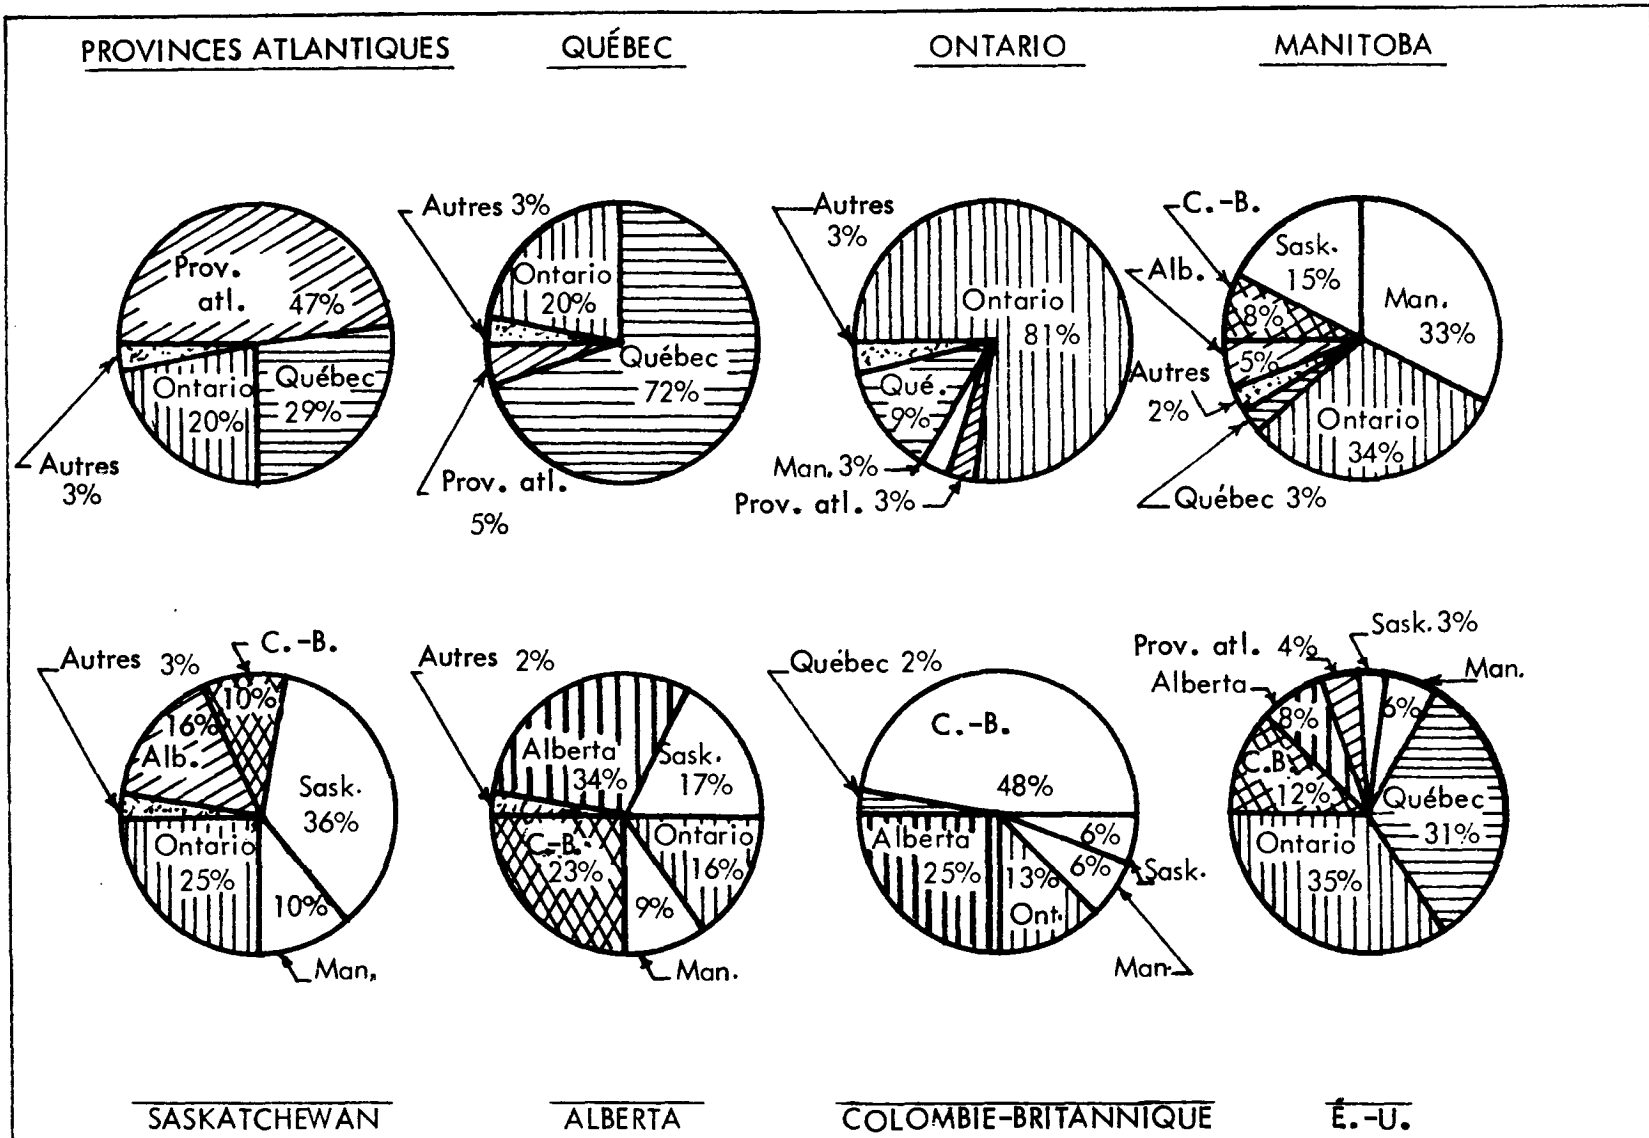 PROVINCES ATLANTIQUES
QUÉBEC
ONTARIO
MANITOBA
Prov.
atl.
47%
Québec
29%
Ontario
20%
Autres
3%
Autres 3%
Ontario
20%
Québec
72%
Prov. atl.
5%
Autres
3%
Ontario
81%
Qué.
9%
Man. 3%
Prov. atl. 3%
C.-B.
Sask.
15%
Man.
33%
Alb.
8%
5%
Autres
2%
Ontario
34%
Québec 3%
Autres 3%
C.-B.
10%
16%
Alb.
Sask.
36%
Ontario
25%
10%
Man.
Autres 2%
Alberta
34%
Sask.
17%
C.-B.
23%
Ontario
16%
9%
Man.
Québec 2%
C.-B.
48%
Alberta
25%
13%
Ont.
6%
6%
Sask.
Man
Sask. 3%
Prov. atl. 4%
Man.
Alberta
8%
6%
C.B.
12%
Québec
31%
Ontario
35%
SASKATCHEWAN
ALBERTA
COLOMBIE-BRITANNIQUE
É.-U.